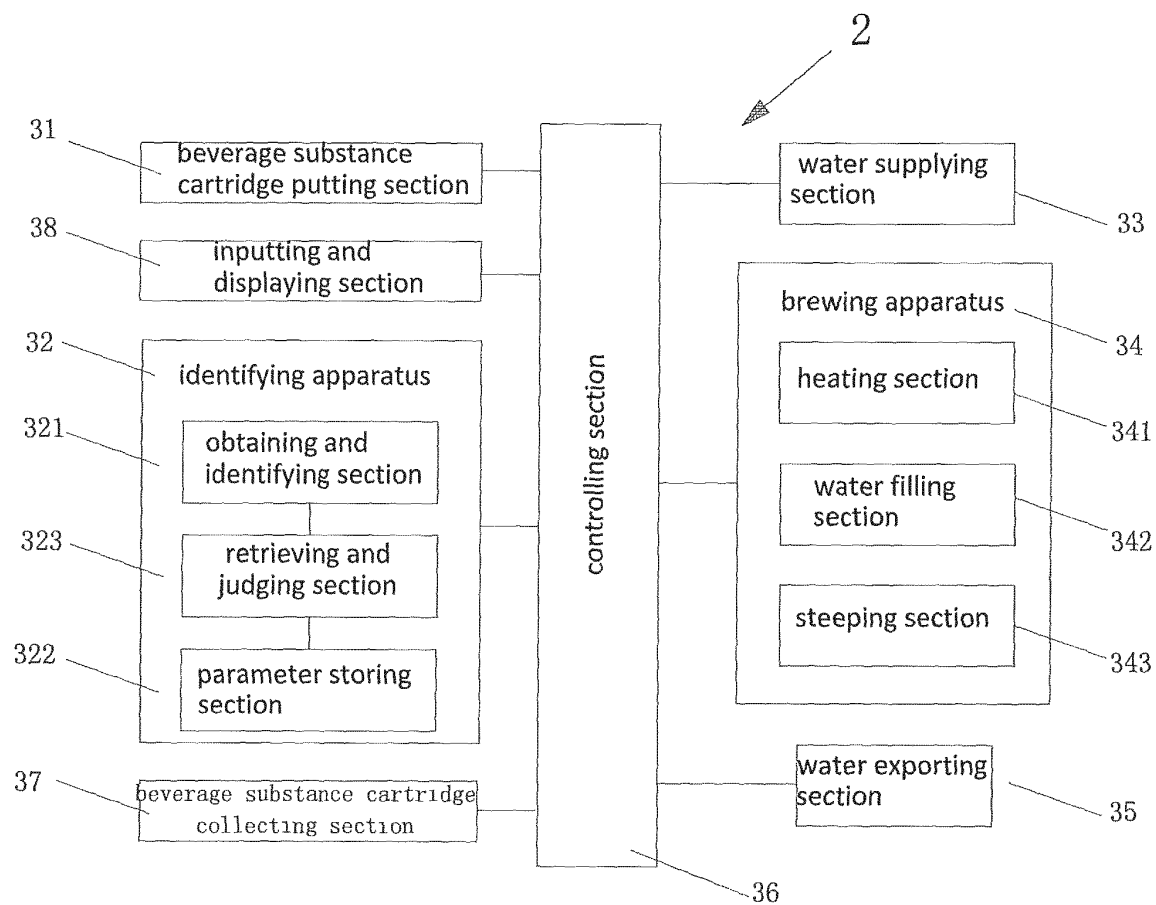 2
31
beverage substance
cartridge putting section
38
inputting and
displaying section
32
identifying apparatus
321
obtaining and
identifying section
323
retrieving and
judging section
322
parameter storing
section
37
beverage substance cartridge
collecting section
controlling section
36
water supplying
section
33
brewing apparatus
34
heating section
341
water filling
section
342
steeping section
343
water exporting
section
35